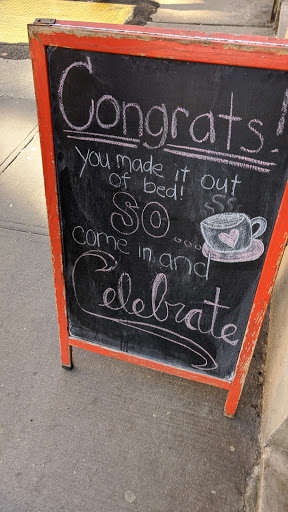 Congrats!
you made it out
of bed!
SO....
come in and
Celebrate